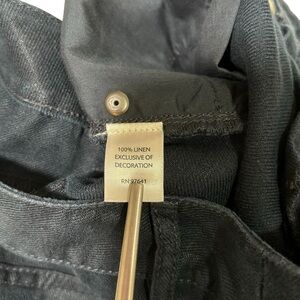 100% LINEN
EXCLUSIVE OF
DECORATION
RN:97641